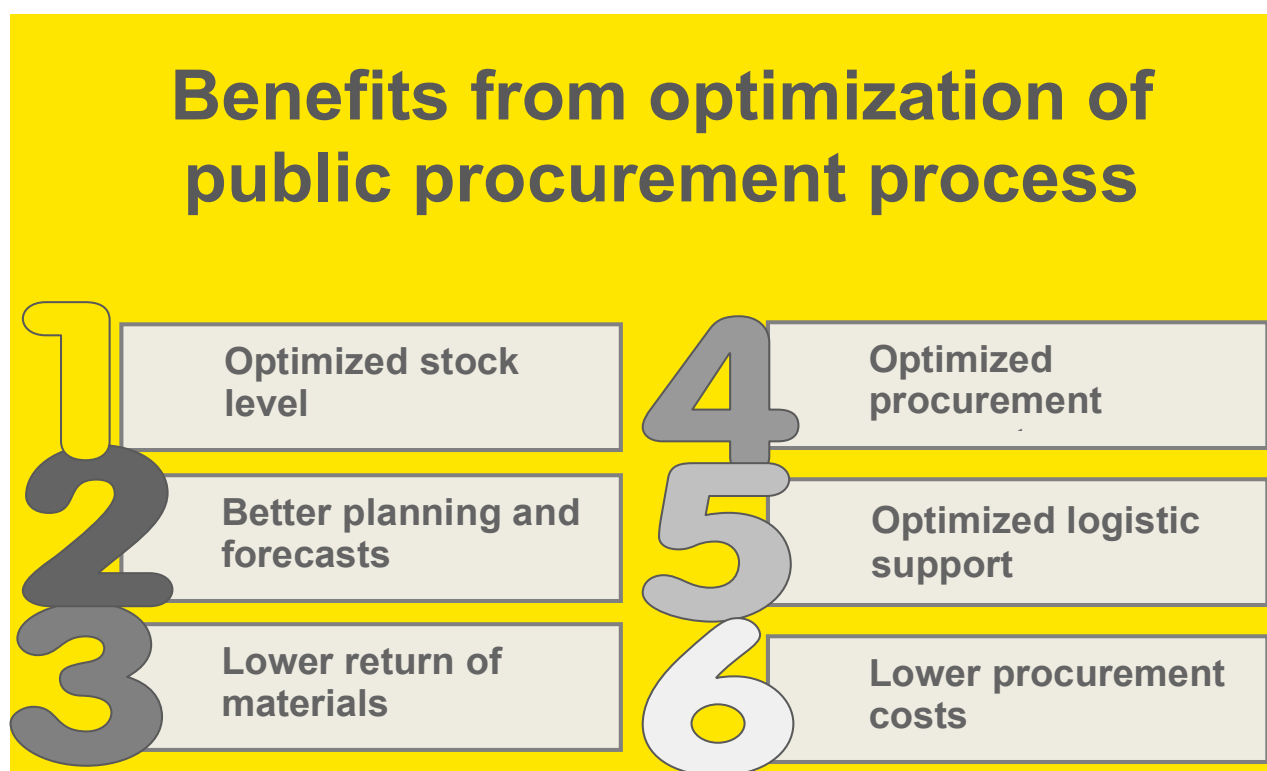 Benefits from optimization of
public procurement process
1
Optimized stock
level
2
Better planning and
forecasts
3
Lower return of
materials
4
Optimized
procurement
5
Optimized logistic
support
6
Lower procurement
costs